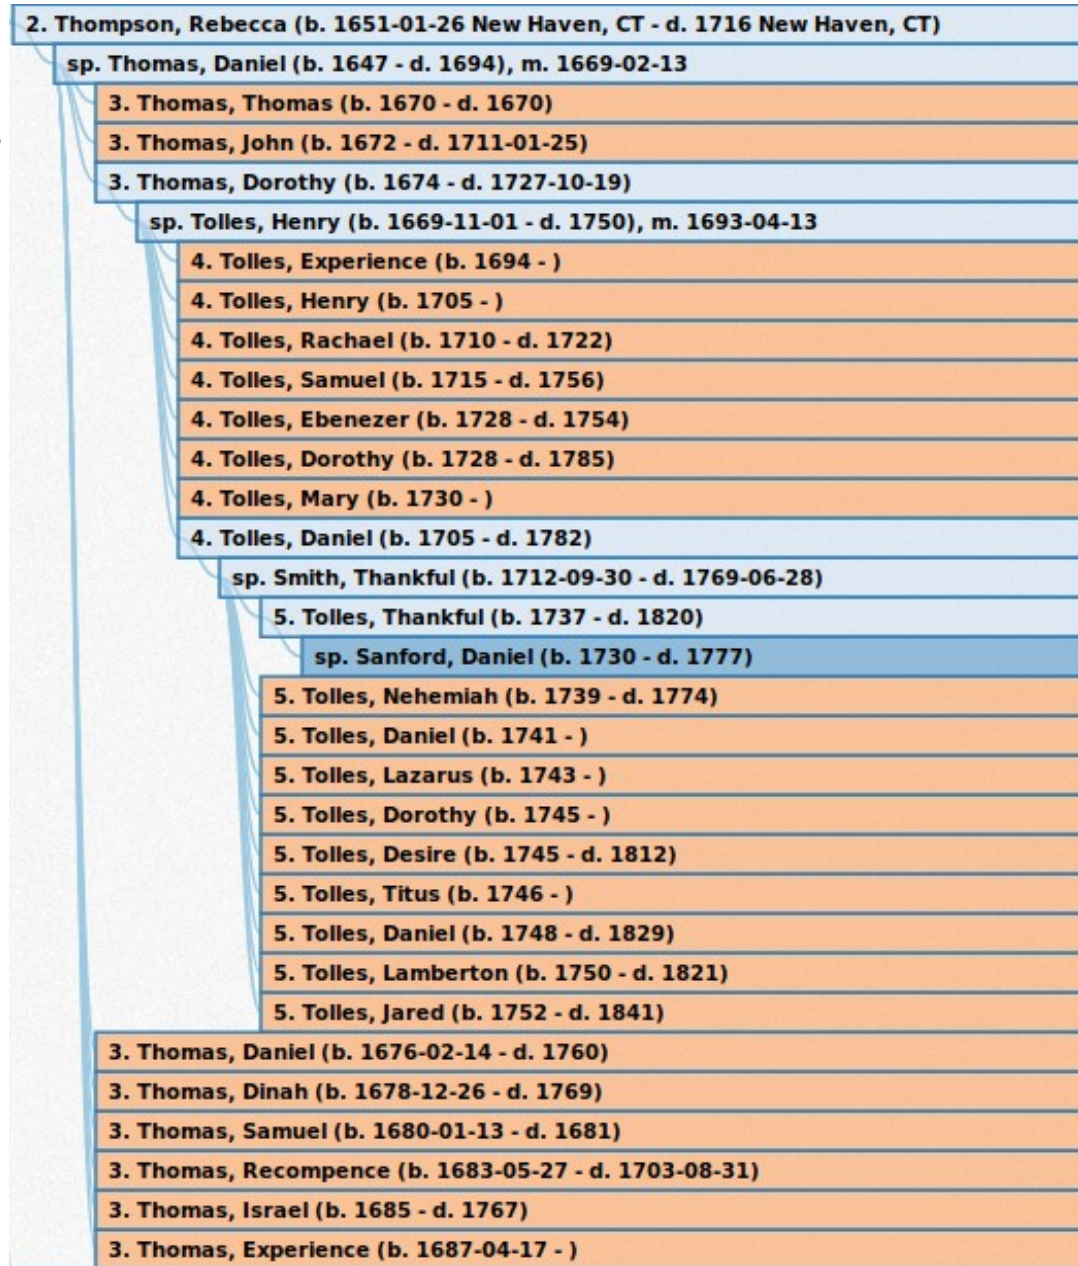 2. Thompson, Rebecca (b. 1651-01-26 New Haven, CT - d. 1716 New Haven, CT)
sp. Thomas, Daniel (b. 1647 - d. 1694), m. 1669-02-13
3. Thomas, Thomas (b. 1670 - d. 1670)
3. Thomas, John (b. 1672 - d. 1711-01-25)
3. Thomas, Dorothy (b. 1674 - d. 1727-10-19)
sp. Tolles, Henry (b. 1669-11-01 - d. 1750), m. 1693-04-13
4. Tolles, Experience (b. 1694 - )
4. Tolles, Henry (b. 1705 - )
4. Tolles, Rachael (b. 1710 - d. 1722)
4. Tolles, Samuel (b. 1715 - d. 1756)
4. Tolles, Ebenezer (b. 1728 - d. 1754)
4. Tolles, Dorothy (b. 1728 - d. 1785)
4. Tolles, Mary (b. 1730 - )
4. Tolles, Daniel (b. 1705 - d. 1782)
sp. Smith, Thankful (b. 1712-09-30 - d. 1769-06-28)
5. Tolles, Thankful (b. 1737 - d. 1820)
sp. Sanford, Daniel (b. 1730 - d. 1777)
5. Tolles, Nehemiah (b. 1739 - d. 1774)
5. Tolles, Daniel (b. 1741 - )
5. Tolles, Lazarus (b. 1743 - )
5. Tolles, Dorothy (b. 1745 - )
5. Tolles, Desire (b. 1745 - d. 1812)
5. Tolles, Titus (b. 1746 - )
5. Tolles, Daniel (b. 1748 - d. 1829)
5. Tolles, Lamberton (b. 1750 - d. 1821)
5. Tolles, Jared (b. 1752 - d. 1841)
3. Thomas, Daniel (b. 1676-02-14 - d. 1760)
3. Thomas, Dinah (b. 1678-12-26 - d. 1769)
3. Thomas, Samuel (b. 1680-01-13 - d. 1681)
3. Thomas, Recompence (b. 1683-05-27 - d. 1703-08-31)
3. Thomas, Israel (b. 1685 - d. 1767)
3. Thomas, Experience (b. 1687-04-17 - )